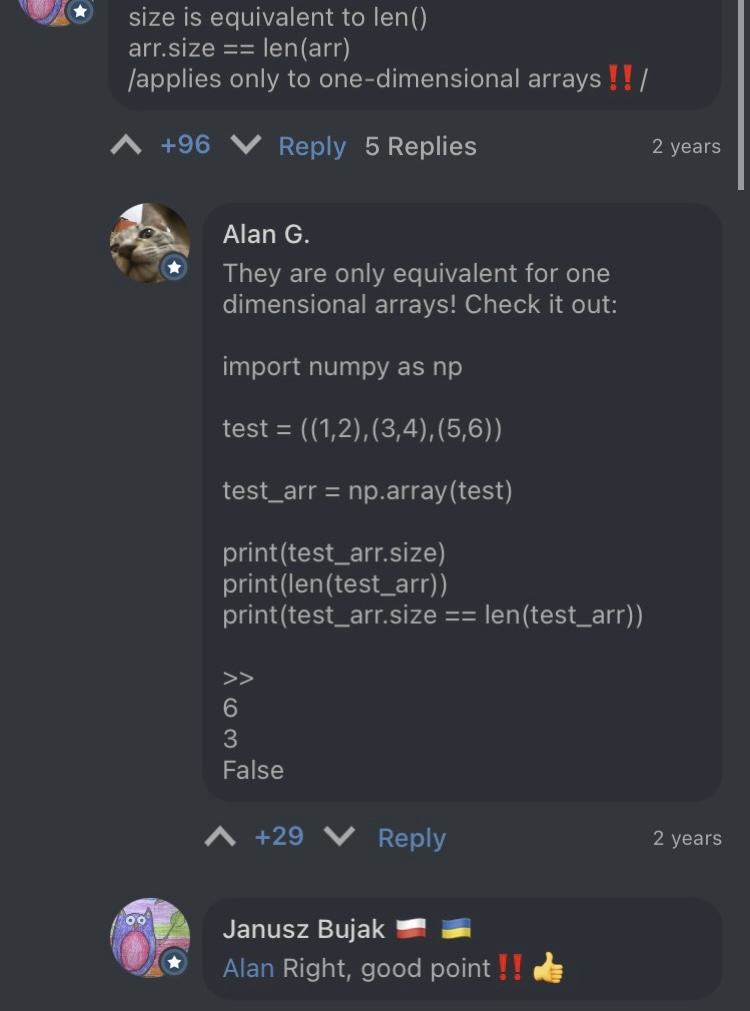 size is equivalent to len()
arr.size == len(arr)
/applies only to one-dimensional arrays‼️/
+96 Reply 5 Replies 2 years
Alan G.
They are only equivalent for one
dimensional arrays! Check it out:
import numpy as np
test = ((1,2),(3,4),(5,6))
test_arr = np.array(test)
print(test_arr.size)
print(len(test_arr))
print(test_arr.size == len(test_arr))
>>
6
3
False
+29 Reply 2 years
Janusz Bujak 🇵🇱 🇺🇦
Alan Right, good point‼️👍